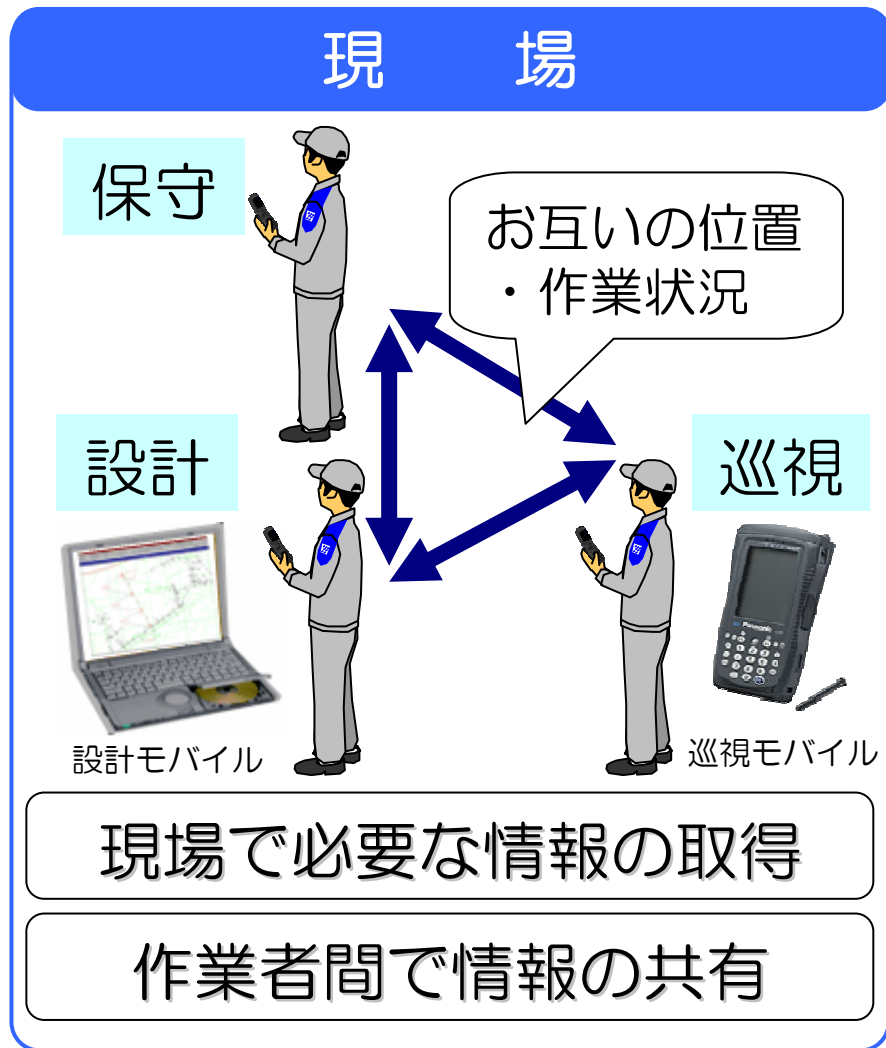 現 場
保守
お互いの位置
・作業状況
設計
巡視
Panasonic
設計モバイル
巡視モバイル
現場で必要な情報の取得
作業者間で情報の共有